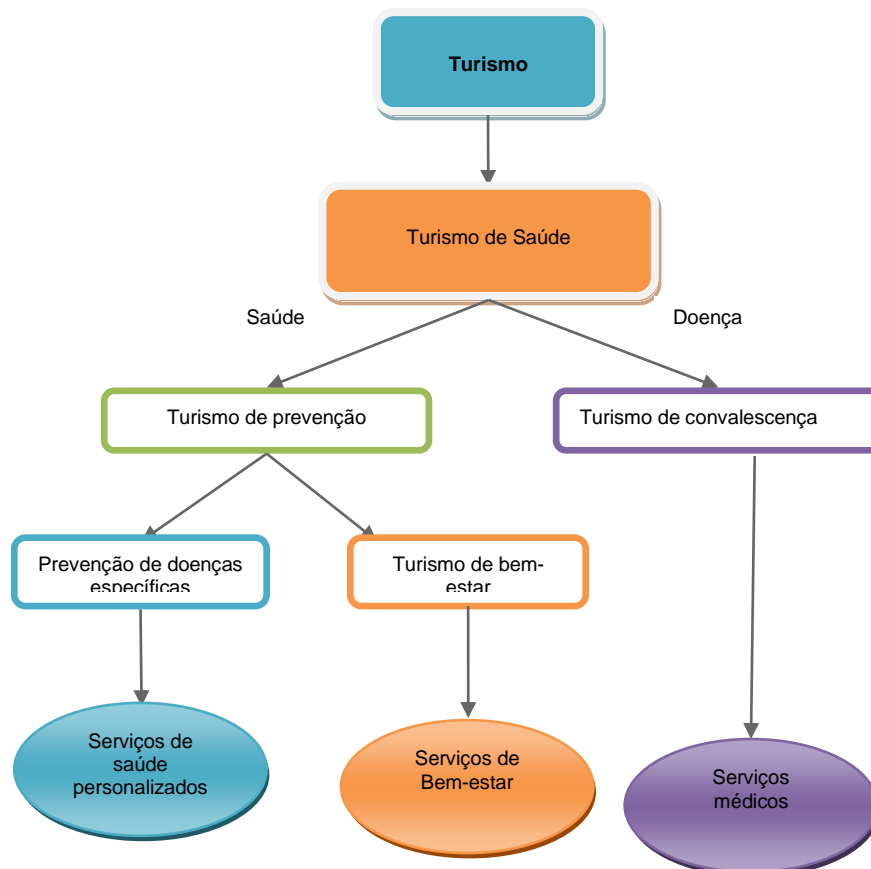 Turismo
Turismo de Saúde
Saúde
Doença
Turismo de prevenção
Turismo de convalescença
Prevenção de doenças
específicas
Turismo de bem-
estar
Serviços de
saúde
personalizados
Serviços de
Bem-estar
Serviços
médicos